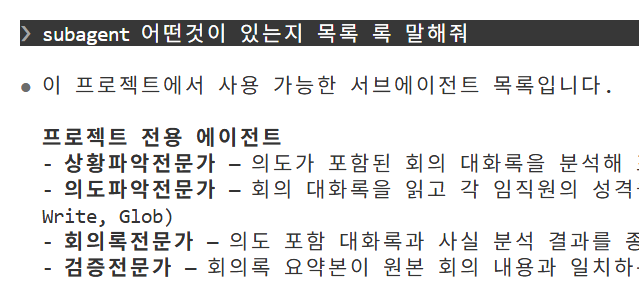 ❯ subagent 어떤것이 있는지 목록 록 말해줘
● 이 프로젝트에서 사용 가능한 서브에이전트 목록입니다.
프로젝트 전용 에이전트
- 상황파악전문가 — 의도가 포함된 회의 대화록을 분석해
- 의도파악전문가 — 회의 대화록을 읽고 각 임직원의 성격
Write, Glob)
- 회의록전문가 — 의도 포함 대화록과 사실 분석 결과를 종
- 검증전문가 — 회의록 요약본이 원본 회의 내용과 일치하